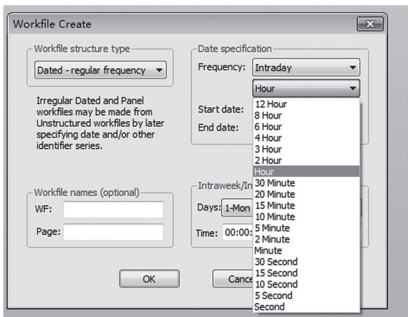 Workfile Create
Workfile structure type
Dated - regular frequency
Irregular Dated and Panel
workfiles may be made from
Unstructured workfiles by later
specifying date and/or other
identifier series.
Workfile names (optional)
WF:
Page:
Date specification
Frequency: Intraday
Hour
Start date:
End date:
12 Hour
8 Hour
6 Hour
4 Hour
3 Hour
2 Hour
Hour
30 Minute
20 Minute
15 Minute
10 Minute
5 Minute
2 Minute
Minute
30 Second
15 Second
10 Second
5 Second
Second
Intraweek/In
Days: 1-Mon
Time: 00:00:
OK
Cance